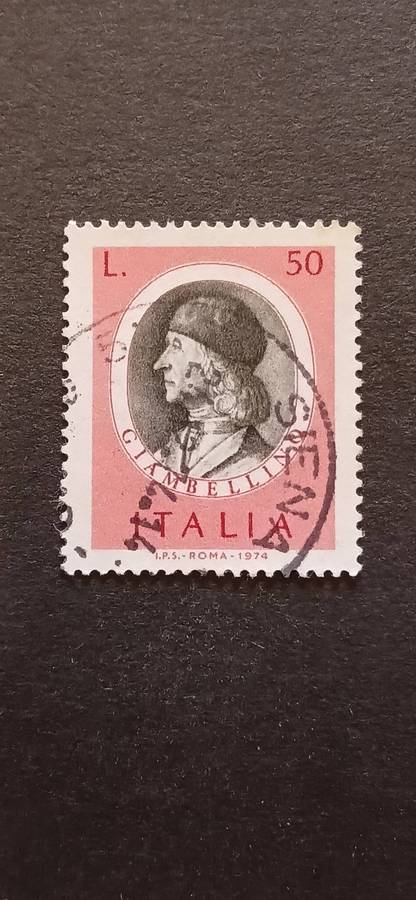 L. 50
GIAMBELLINO
SIENA
ITALIA
I.P.S.-ROMA-1974